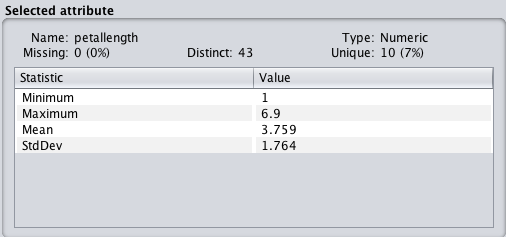 Selected attribute
Name: petallength Type: Numeric
Missing: 0 (0%) Distinct: 43 Unique: 10 (7%)
Statistic Value
Minimum 1
Maximum 6.9
Mean 3.759
StdDev 1.764